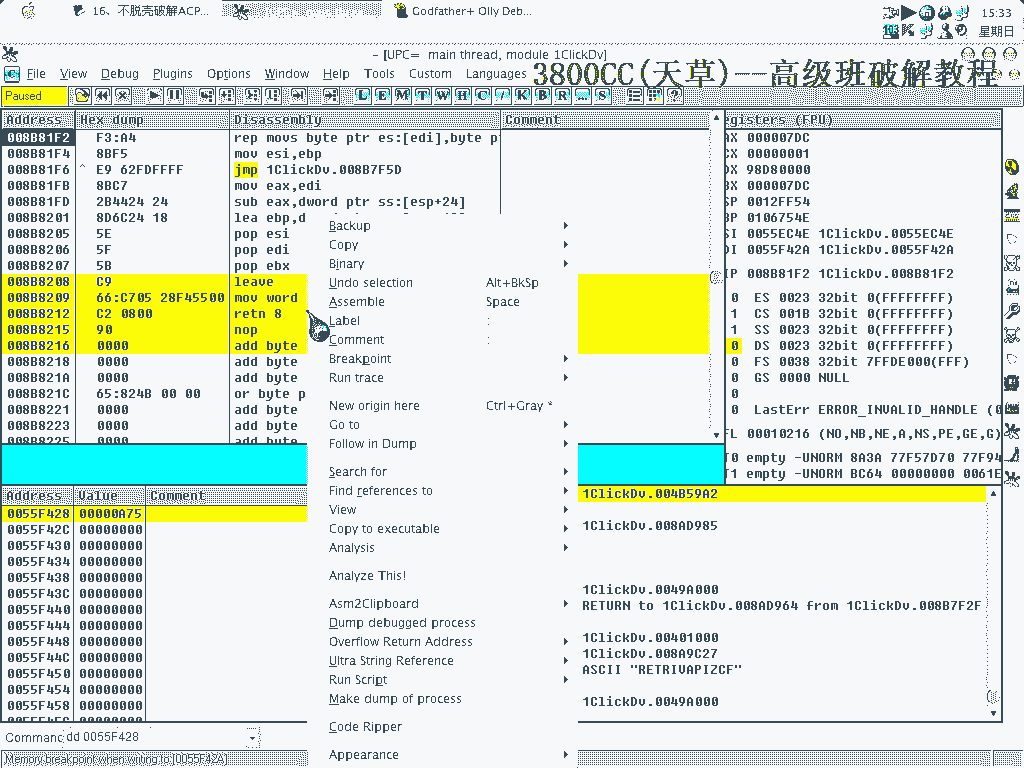 16、不脱壳破解ACP...
Godfather+ Olly Deb...
15:33
星期日
- [UPC= main thread, module 1ClickDv]
File View Debug Plugins Options Window Help Tools Custom Languages
3800CC(天草)--高级班破解教程
Paused
L E M T W H C / K B R ... S
Address Hex dump Disassembly Comment
008B81F2 F3:A4 rep movs byte ptr es:[edi],byte p
008B81F4 8BF5 mov esi,ebp
008B81F6 ^ E9 62FDFFFF jmp 1ClickDv.008B7F5D
008B81FB 8BC7 mov eax,edi
008B81FD 2B4424 24 sub eax,dword ptr ss:[esp+24]
008B8201 8D6C24 18 lea ebp,d
008B8205 5E pop esi
008B8206 5F pop edi
008B8207 5B pop ebx
008B8208 C9 leave
008B8209 66:C705 28F45500 mov word
008B8212 C2 0800 retn 8
008B8215 90 nop
008B8216 0000 add byte
008B8218 0000 add byte
008B821A 0000 add byte
008B821C 65:824B 00 00 or byte p
008B8221 0000 add byte
008B8223 0000 add byte
008B8225 0000 add byte
gisters (FPU)
AX 000007DC
CX 00000001
DX 98D80000
BX 000007DC
SP 0012FF54
BP 0106754E
SI 0055EC4E 1ClickDv.0055EC4E
DI 0055F42A 1ClickDv.0055F42A
IP 008B81F2 1ClickDv.008B81F2
0 ES 0023 32bit 0(FFFFFFFF)
1 CS 001B 32bit 0(FFFFFFFF)
1 SS 0023 32bit 0(FFFFFFFF)
0 DS 0023 32bit 0(FFFFFFFF)
0 FS 0038 32bit 7FFDE000(FFF)
0 GS 0000 NULL
0
0 LastErr ERROR_INVALID_HANDLE (0
FL 00010216 (NO,NB,NE,A,NS,PE,GE,G)
T0 empty -UNORM 8A3A 77F57D70 77F94
T1 empty -UNORM BC64 00000000 0061E
Backup
Copy
Binary
Undo selection Alt+BkSp
Assemble Space
Label :
Comment ;
Breakpoint
Run trace
New origin here Ctrl+Gray *
Go to
Follow in Dump
Search for
Find references to
View
Copy to executable
Analysis
Analyze This!
Asm2Clipboard
Dump debugged process
Overflow Return Address
Ultra String Reference
Run Script
Make dump of process
Code Ripper
Appearance
Address Value Comment
0055F428 00000A75
0055F42C 00000000
0055F430 00000000
0055F434 00000000
0055F438 00000000
0055F43C 00000000
0055F440 00000000
0055F444 00000000
0055F448 00000000
0055F44C 00000000
0055F450 00000000
0055F454 00000000
0055F458 00000000
0055F45C 00000000
1ClickDv.004B59A2
1ClickDv.008AD985
1ClickDv.0049A000
RETURN to 1ClickDv.008AD964 from 1ClickDv.008B7F2F
1ClickDv.00401000
1ClickDv.008A9C27
ASCII "RETRIVAPIZCF"
1ClickDv.0049A000
Command: dd 0055F428
Memory breakpoint when writing to [0055F42A]